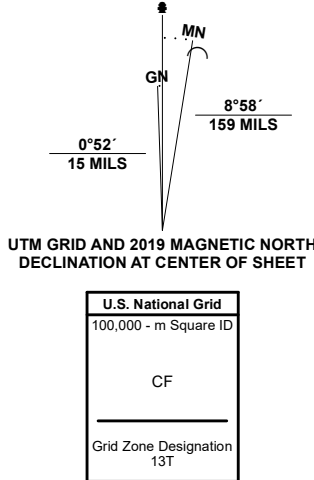 MN
GN
8°58´
159 MILS
0°52´
15 MILS
UTM GRID AND 2019 MAGNETIC NORTH
DECLINATION AT CENTER OF SHEET
U.S. National Grid
100,000 - m Square ID
CF
Grid Zone Designation
13T